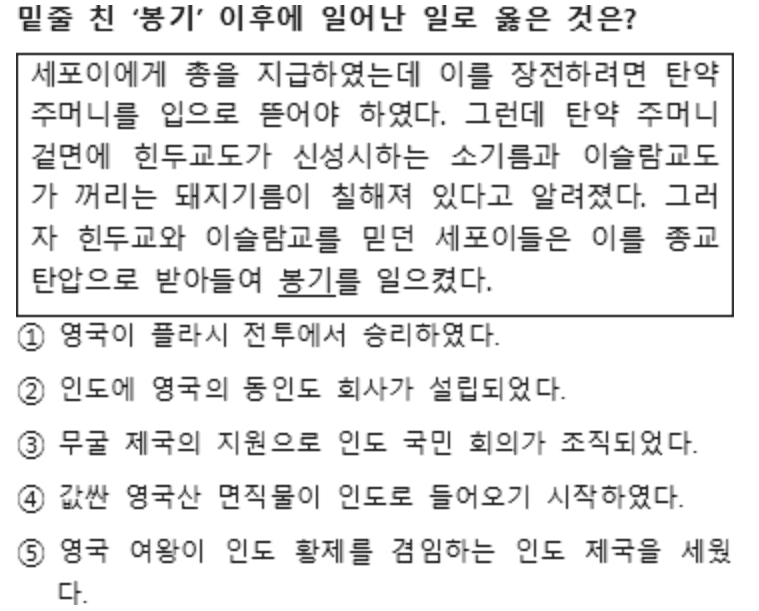 밑줄 친 ‘봉기’ 이후에 일어난 일로 옳은 것은?
세포이에게 총을 지급하였는데 이를 장전하려면 탄약
주머니를 입으로 뜯어야 하였다. 그런데 탄약 주머니
겉면에 힌두교도가 신성시하는 소기름과 이슬람교도
가 꺼리는 돼지기름이 칠해져 있다고 알려졌다. 그러
자 힌두교와 이슬람교를 믿던 세포이들은 이를 종교
탄압으로 받아들여 봉기를 일으켰다.
① 영국이 플라시 전투에서 승리하였다.
② 인도에 영국의 동인도 회사가 설립되었다.
③ 무굴 제국의 지원으로 인도 국민 회의가 조직되었다.
④ 값싼 영국산 면직물이 인도로 들어오기 시작하였다.
⑤ 영국 여왕이 인도 황제를 겸임하는 인도 제국을 세웠
다.